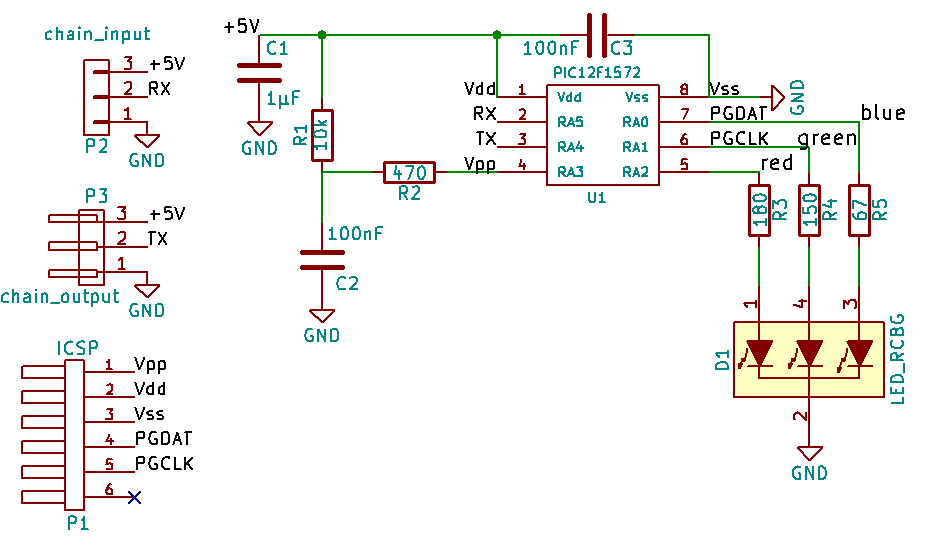 chain_input
3 +5V
2 RX
1
P2
GND
P3
3 +5V
2 TX
1
chain_output
GND
ICSP
1 Vpp
2 Vdd
3 Vss
4 PGDAT
5 PGCLK
6
P1
+5V
C1
1µF
GND
R1
10k
470
R2
100nF
C2
GND
100nF C3
PIC12F1572
Vdd 1 Vdd Vss 8 Vss
GND
RX 2 RA5 RA0 7 PGDAT
blue
TX 3 RA4 RA1 6 PGCLK
green
Vpp 4 RA3 RA2 5
red
U1
180 R3
150 R4
67 R5
1 4 3
D1
LED_RCBG
2
GND